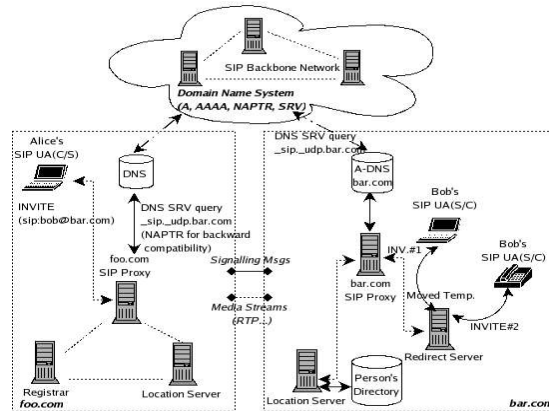 SIP Backbone Network
Domain Name System
(A, AAAA, NAPTR, SRV)
Alice's
SIP UA(C/S)
DNS
INVITE
(sip:bob@bar.com)
DNS SRV query
_sip._udp.bar.com
(NAPTR for backward
compatibility)
foo.com
SIP Proxy
Registrar
Location Server
foo.com
Signalling Msgs
Media Streams
(RTP...)
DNS SRV query
_sip._udp.bar.com
A-DNS
bar.com
Bob's
SIP UA(S/C)
INV.#1
bar.com
SIP Proxy
Bob's
SIP UA(S/C)
Moved Temp.
INVITE#2
Redirect Server
Person's
Directory
Location Server
bar.com